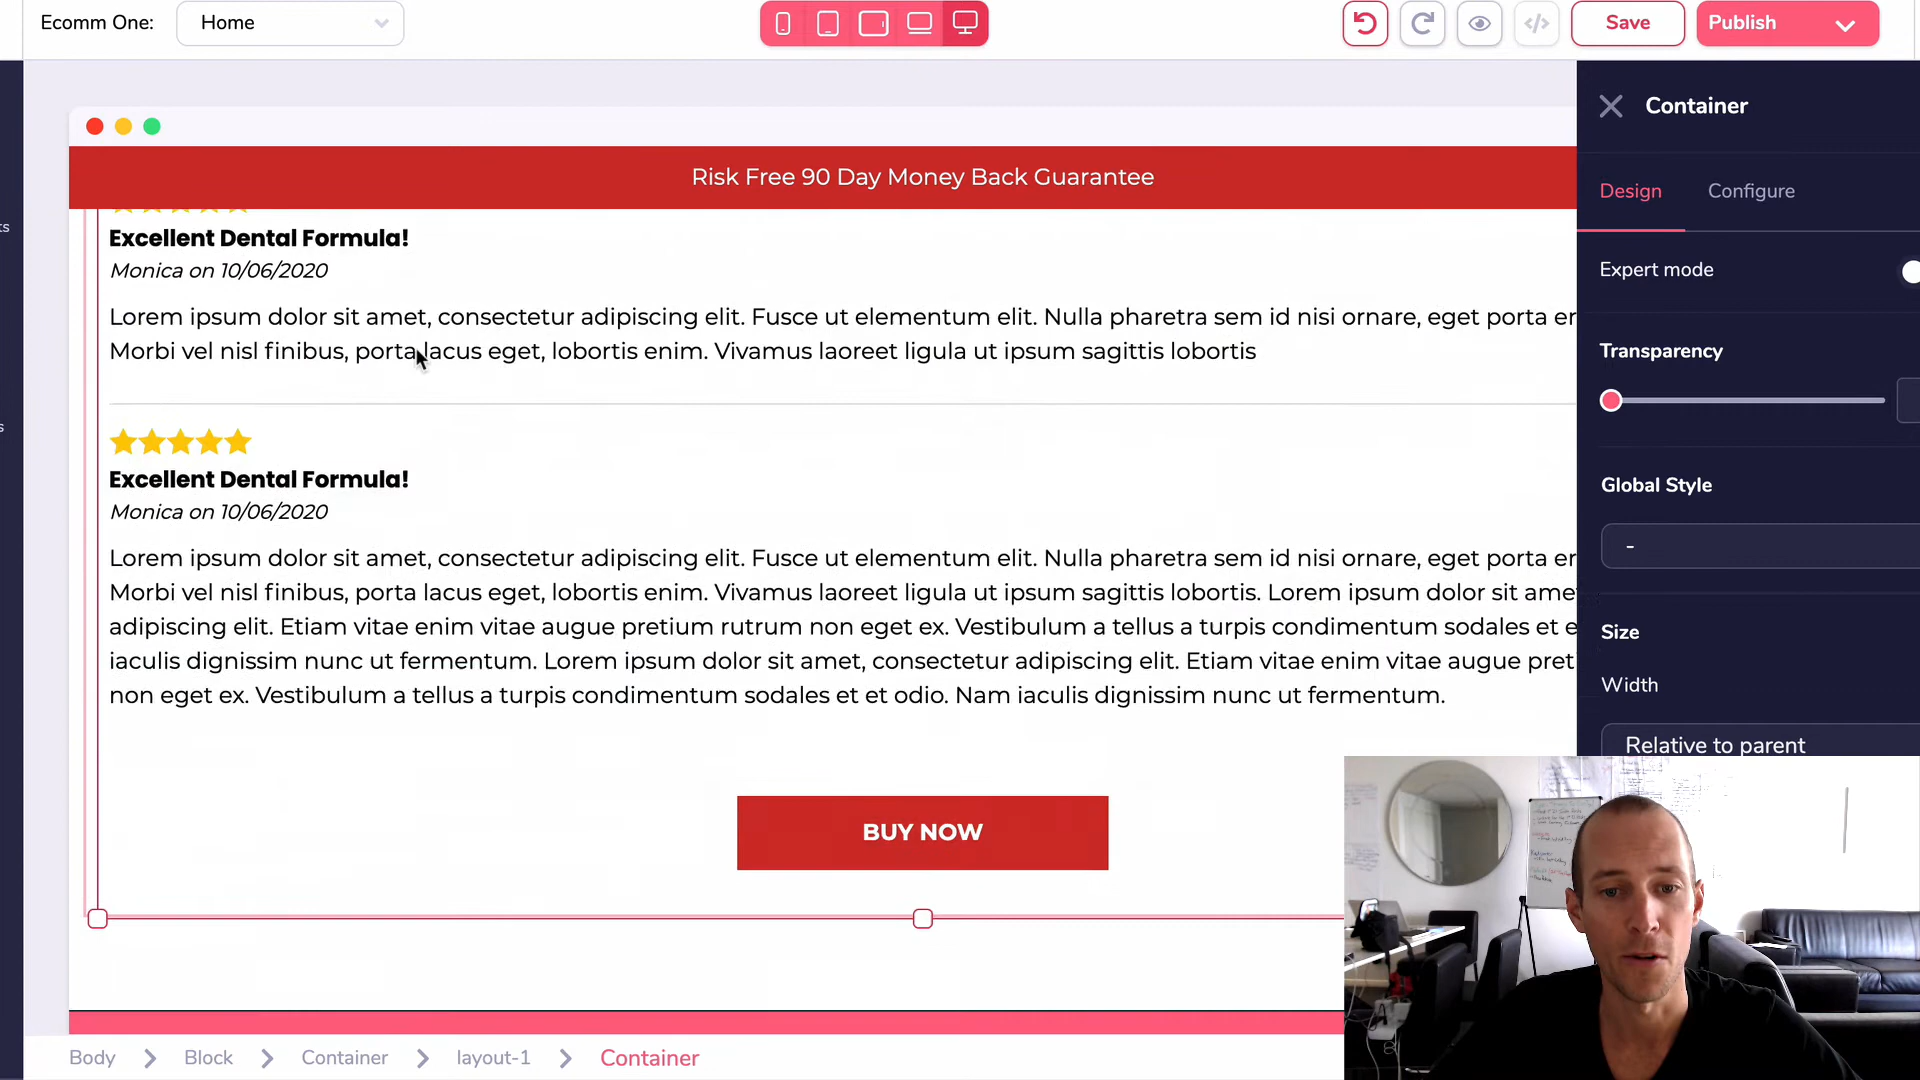 Ecomm One:
Home
Save
Publish
Container
Risk Free 90 Day Money Back Guarantee
Design
Configure
Excellent Dental Formula!
Monica on 10/06/2020
Expert mode
Lorem ipsum dolor sit amet, consectetur adipiscing elit. Fusce ut elementum elit. Nulla pharetra sem id nisi ornare, eget porta er
Morbi vel nisl finibus, porta lacus eget, lobortis enim. Vivamus laoreet ligula ut ipsum sagittis lobortis
Transparency
Excellent Dental Formula!
Monica on 10/06/2020
Global Style
-
Lorem ipsum dolor sit amet, consectetur adipiscing elit. Fusce ut elementum elit. Nulla pharetra sem id nisi ornare, eget porta er
Morbi vel nisl finibus, porta lacus eget, lobortis enim. Vivamus laoreet ligula ut ipsum sagittis lobortis. Lorem ipsum dolor sit ame
adipiscing elit. Etiam vitae enim vitae augue pretium rutrum non eget ex. Vestibulum a tellus a turpis condimentum sodales et e
iaculis dignissim nunc ut fermentum. Lorem ipsum dolor sit amet, consectetur adipiscing elit. Etiam vitae enim vitae augue preti
non eget ex. Vestibulum a tellus a turpis condimentum sodales et et odio. Nam iaculis dignissim nunc ut fermentum.
Size
Width
Relative to parent
BUY NOW
Body
Block
Container
layout-1
Container